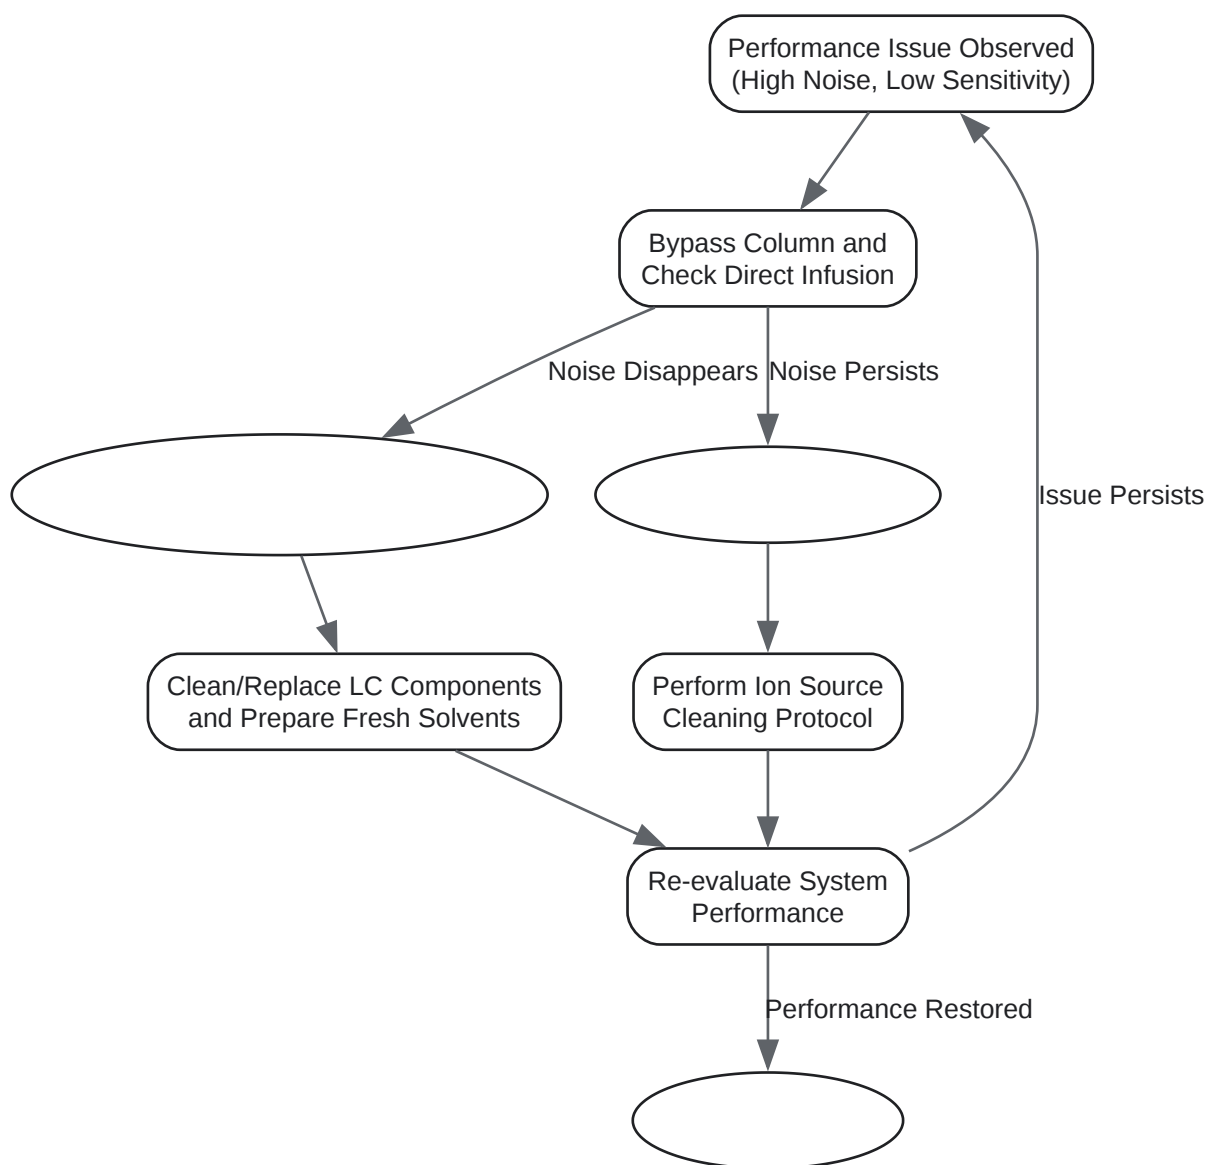 Performance Issue Observed
(High Noise, Low Sensitivity)
Bypass Column and
Check Direct Infusion
Noise Disappears
Noise Persists
Issue Persists
Clean/Replace LC Components
and Prepare Fresh Solvents
Perform Ion Source
Cleaning Protocol
Re-evaluate System
Performance
Performance Restored